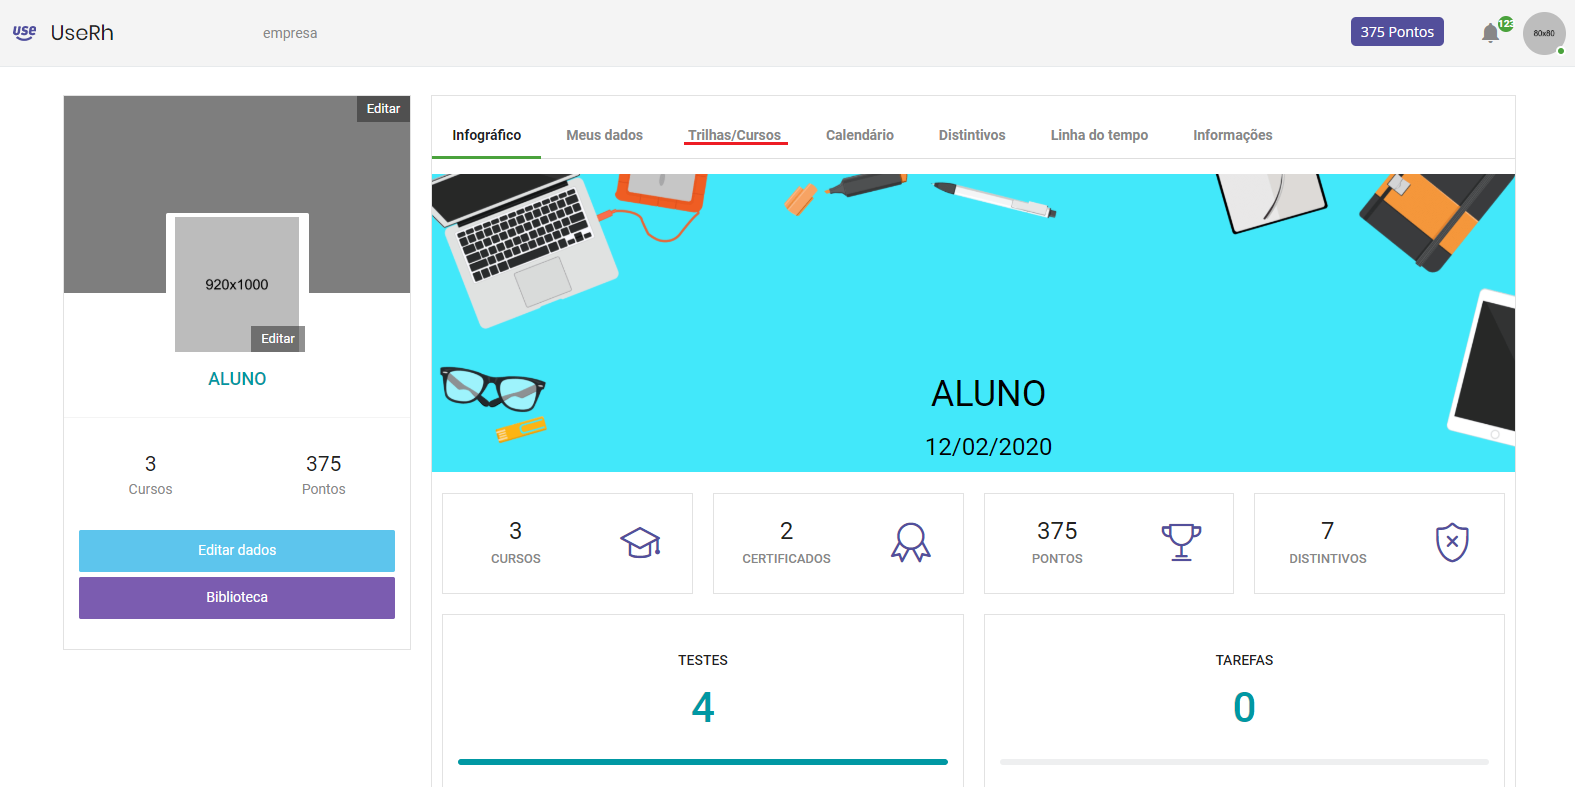 use UseRh empresa 375 Pontos 123 80x80
Editar
920x1000
Editar
ALUNO
3 375
Cursos Pontos
Editar dados
Biblioteca
Infográfico Meus dados Trilhas/Cursos Calendário Distintivos Linha do tempo Informações
ALUNO
12/02/2020
3 2 375 7
CURSOS CERTIFICADOS PONTOS DISTINTIVOS
TESTES TAREFAS
4 0